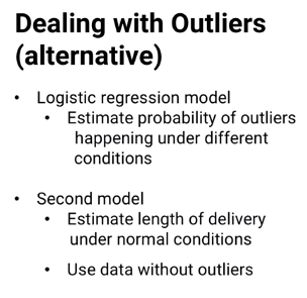 Dealing with Outliers
(alternative)
• Logistic regression model
• Estimate probability of outliers
happening under different
conditions
• Second model
• Estimate length of delivery
under normal conditions
• Use data without outliers